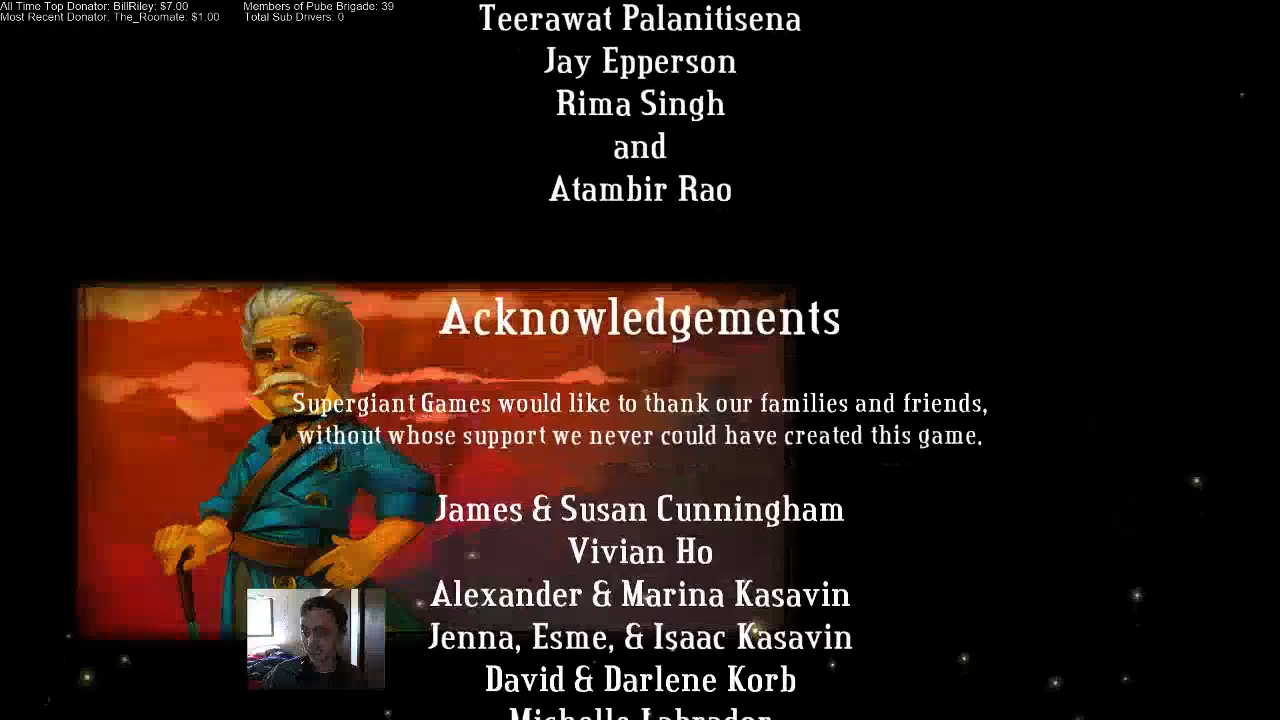 All Time Top Donator: BillRiley: $7.00
Members of Pube Brigade: 39
Most Recent Donator: The_Roomate: $1.00
Total Sub Drivers: 0
Teerawat Palanitisena
Jay Epperson
Rima Singh
and
Atambir Rao
Acknowledgements
Supergiant Games would like to thank our families and friends,
without whose support we never could have created this game.
James & Susan Cunningham
Vivian Ho
Alexander & Marina Kasavin
Jenna, Esme, & Isaac Kasavin
David & Darlene Korb
Michelle Labrador